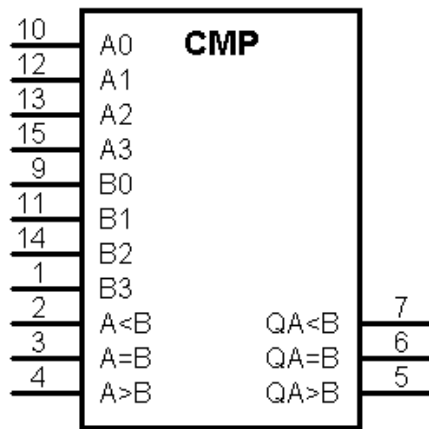 CMP
10 A0
12 A1
13 A2
15 A3
9 B0
11 B1
14 B2
1 B3
2 A<B QA<B 7
3 A=B QA=B 6
4 A>B QA>B 5